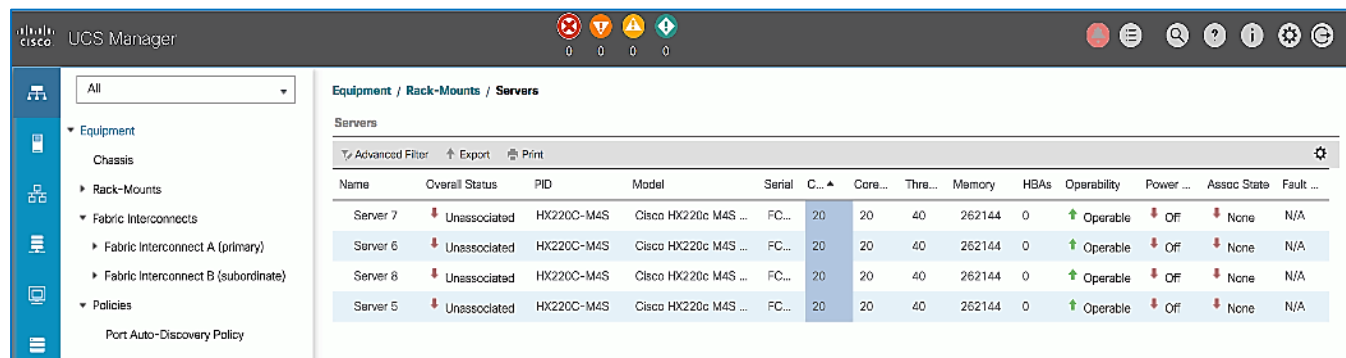 cisco UCS Manager
0 0 0 0
All
Equipment
Chassis
Rack-Mounts
Fabric Interconnects
Fabric Interconnect A (primary)
Fabric Interconnect B (subordinate)
Policies
Port Auto-Discovery Policy
Equipment / Rack-Mounts / Servers
Servers
Advanced Filter Export Print
Name Overall Status PID Model Serial C... Core... Thre... Memory HBAs Operability Power ... Assoc State Fault ...
Server 7 Unassociated HX220C-M4S Cisco HX220c M4S ... FC... 20 20 40 262144 0 Operable Off None N/A
Server 6 Unassociated HX220C-M4S Cisco HX220c M4S ... FC... 20 20 40 262144 0 Operable Off None N/A
Server 8 Unassociated HX220C-M4S Cisco HX220c M4S ... FC... 20 20 40 262144 0 Operable Off None N/A
Server 5 Unassociated HX220C-M4S Cisco HX220c M4S ... FC... 20 20 40 262144 0 Operable Off None N/A